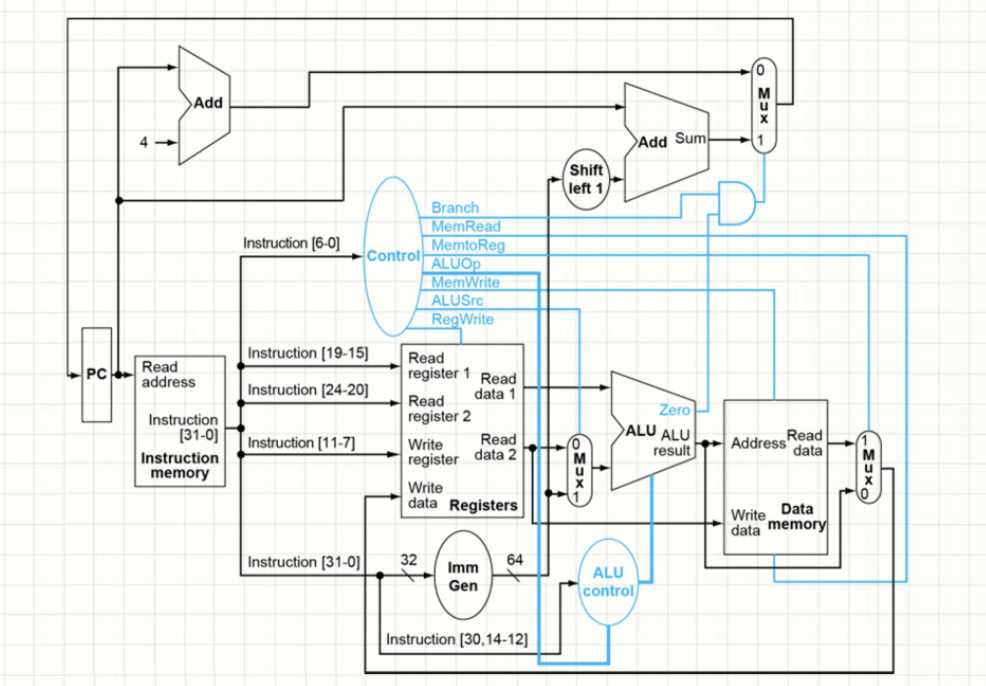 Add
4
Add Sum
0
M
u
x
1
Shift
left 1
Branch
MemRead
MemtoReg
ALUOp
MemWrite
ALUSrc
RegWrite
Control
Instruction [6-0]
PC
Read
address
Instruction
[31-0]
Instruction
memory
Instruction [19-15]
Instruction [24-20]
Instruction [11-7]
Instruction [31-0]
Read
register 1
Read
register 2
Write
register
Write
data
Read
data 1
Read
data 2
Registers
0
M
u
x
1
Zero
ALU
ALU
result
Address
Read
data
Write
data
Data
memory
1
M
u
x
0
32
Imm
Gen
64
ALU
control
Instruction [30,14-12]